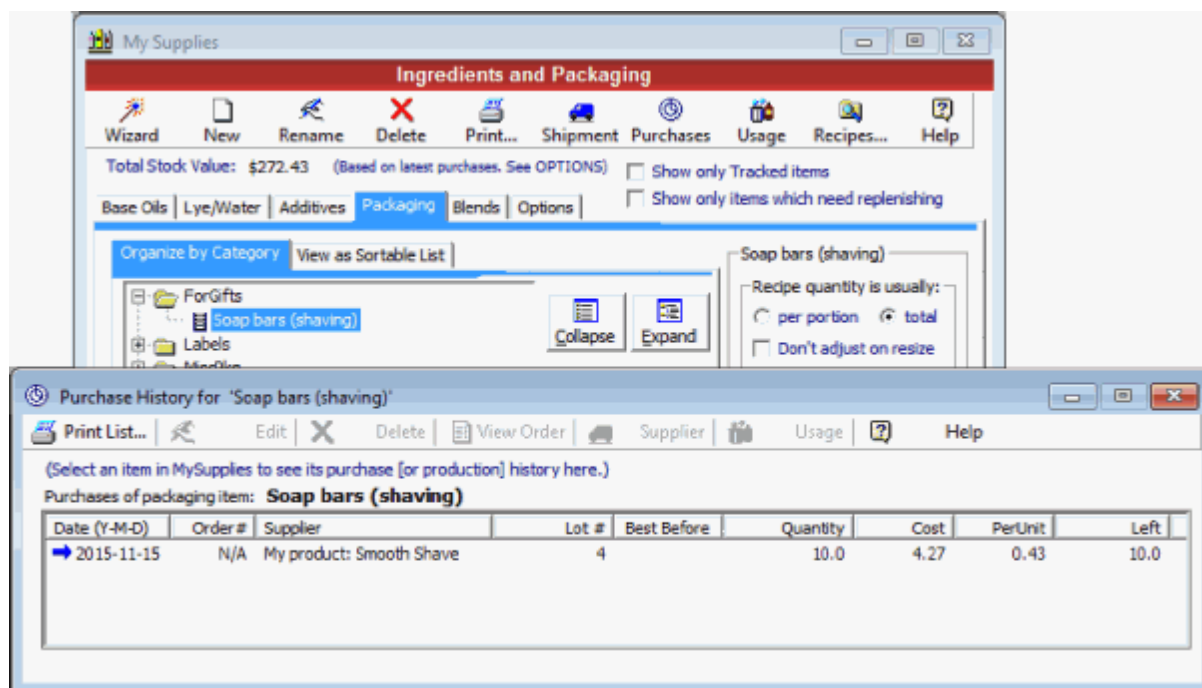 My Supplies
Ingredients and Packaging
Wizard New Rename Delete Print... Shipment Purchases Usage Recipes... Help
Total Stock Value: $272.43 (Based on latest purchases. See OPTIONS) Show only Tracked items
Show only items which need replenishing
Base Oils Lye/Water Additives Packaging Blends Options
Organize by Category View as Sortable List Soap bars (shaving)
ForGifts Recipe quantity is usually:
Soap bars (shaving) Collapse Expand per portion total
Labels Don't adjust on resize
Purchase History for 'Soap bars (shaving)'
Print List... Edit Delete View Order Supplier Usage Help
(Select an item in MySupplies to see its purchase [or production] history here.)
Purchases of packaging item: Soap bars (shaving)
Date (Y-M-D) Order # Supplier Lot # Best Before Quantity Cost PerUnit Left
2015-11-15 N/A My product: Smooth Shave 4 10.0 4.27 0.43 10.0